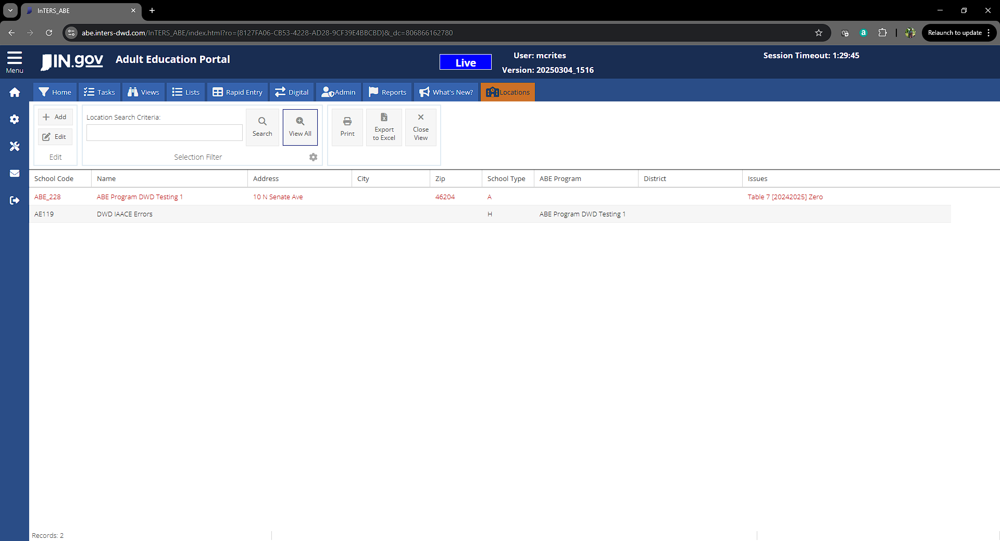 InTERS_ABE
abe.inters-dwd.com/InTERS_ABE/index.html?ro={8127FA06-CB53-4228-AD28-9CF39E4BBCBD}&_dc=806866162780
a
Relaunch to update
Menu
IN.gov
Adult Education Portal
Live
User: mcrites
Version: 20250304_1516
Session Timeout: 1:29:45
Home
Tasks
Views
Lists
Rapid Entry
Digital
Admin
Reports
What's New?
Locations
Add
Edit
Edit
Location Search Criteria:
Search
View All
Selection Filter
Print
Export
to Excel
Close
View
School Code Name Address City Zip School Type ABE Program District Issues
ABE_228 ABE Program DWD Testing 1 10 N Senate Ave 46204 A Table 7 [20242025] Zero
AE119 DWD IAACE Errors H ABE Program DWD Testing 1
Records: 2